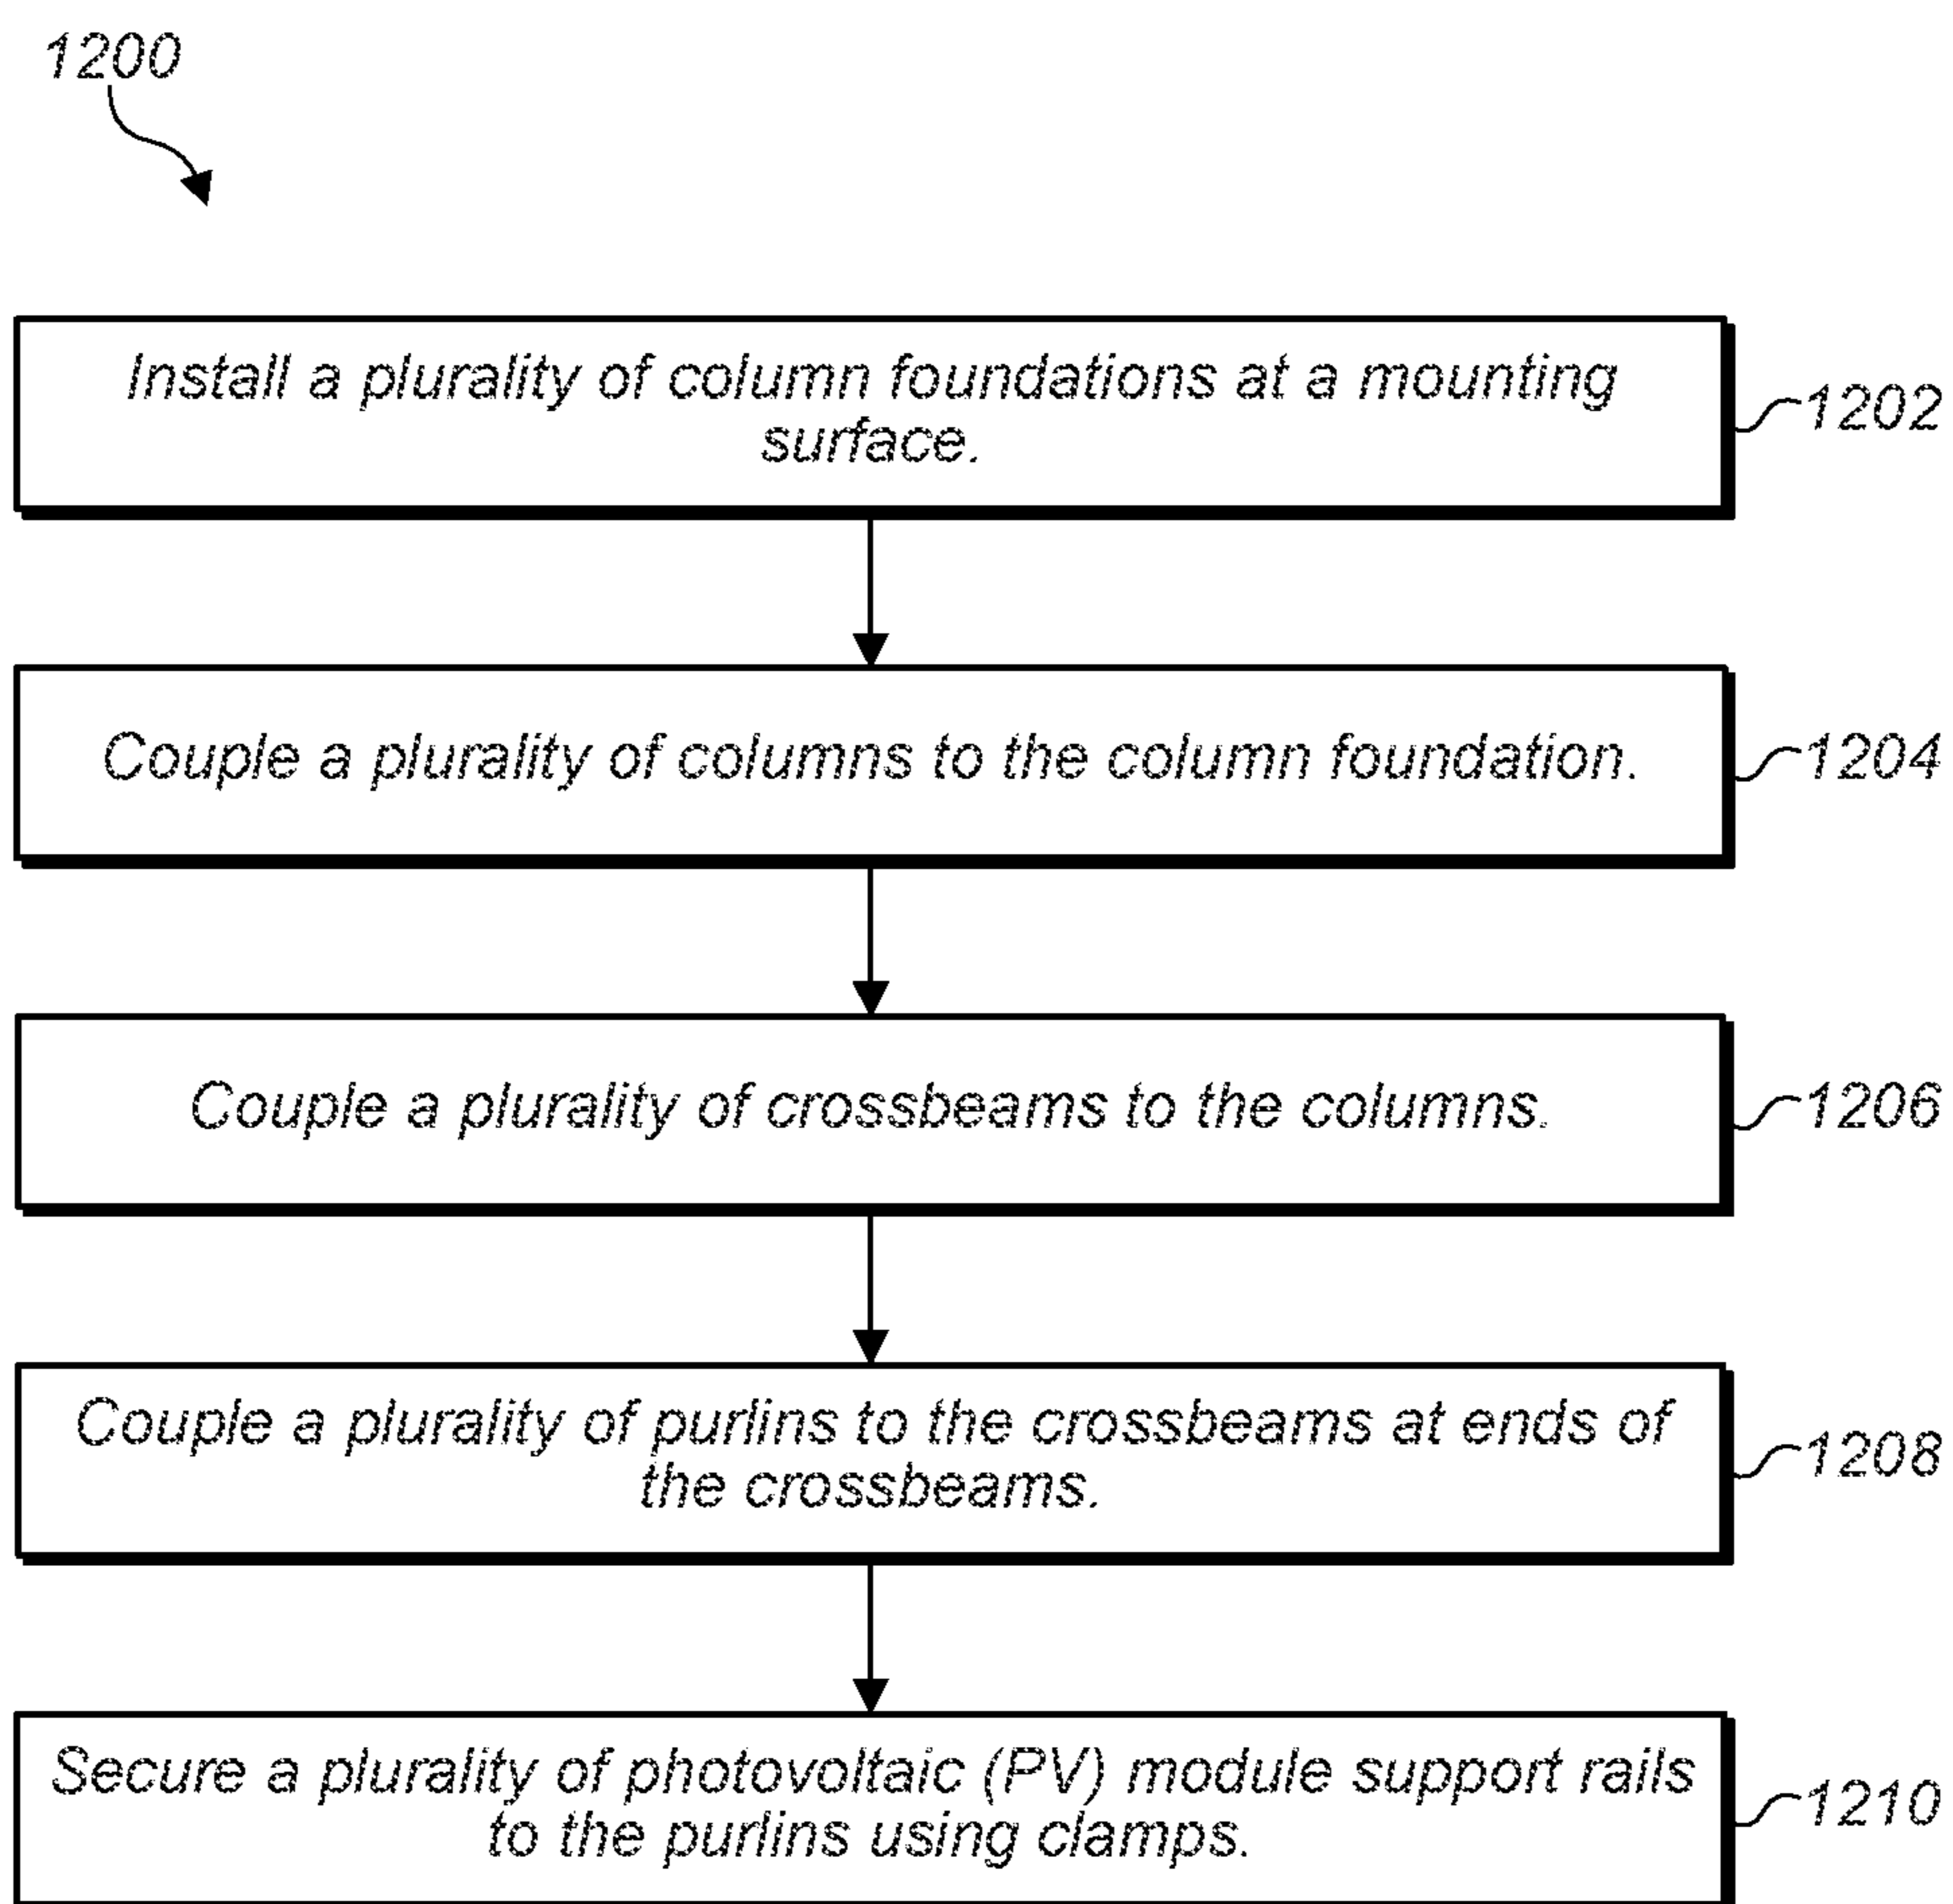 1200
Install a plurality of column foundations at a mounting
surface.
1202
Couple a plurality of columns to the column foundation.
1204
Couple a plurality of crossbeams to the columns.
1206
Couple a plurality of purlins to the crossbeams at ends of
the crossbeams.
1208
Secure a plurality of photovoltaic (PV) module support rails
to the purlins using clamps.
1210